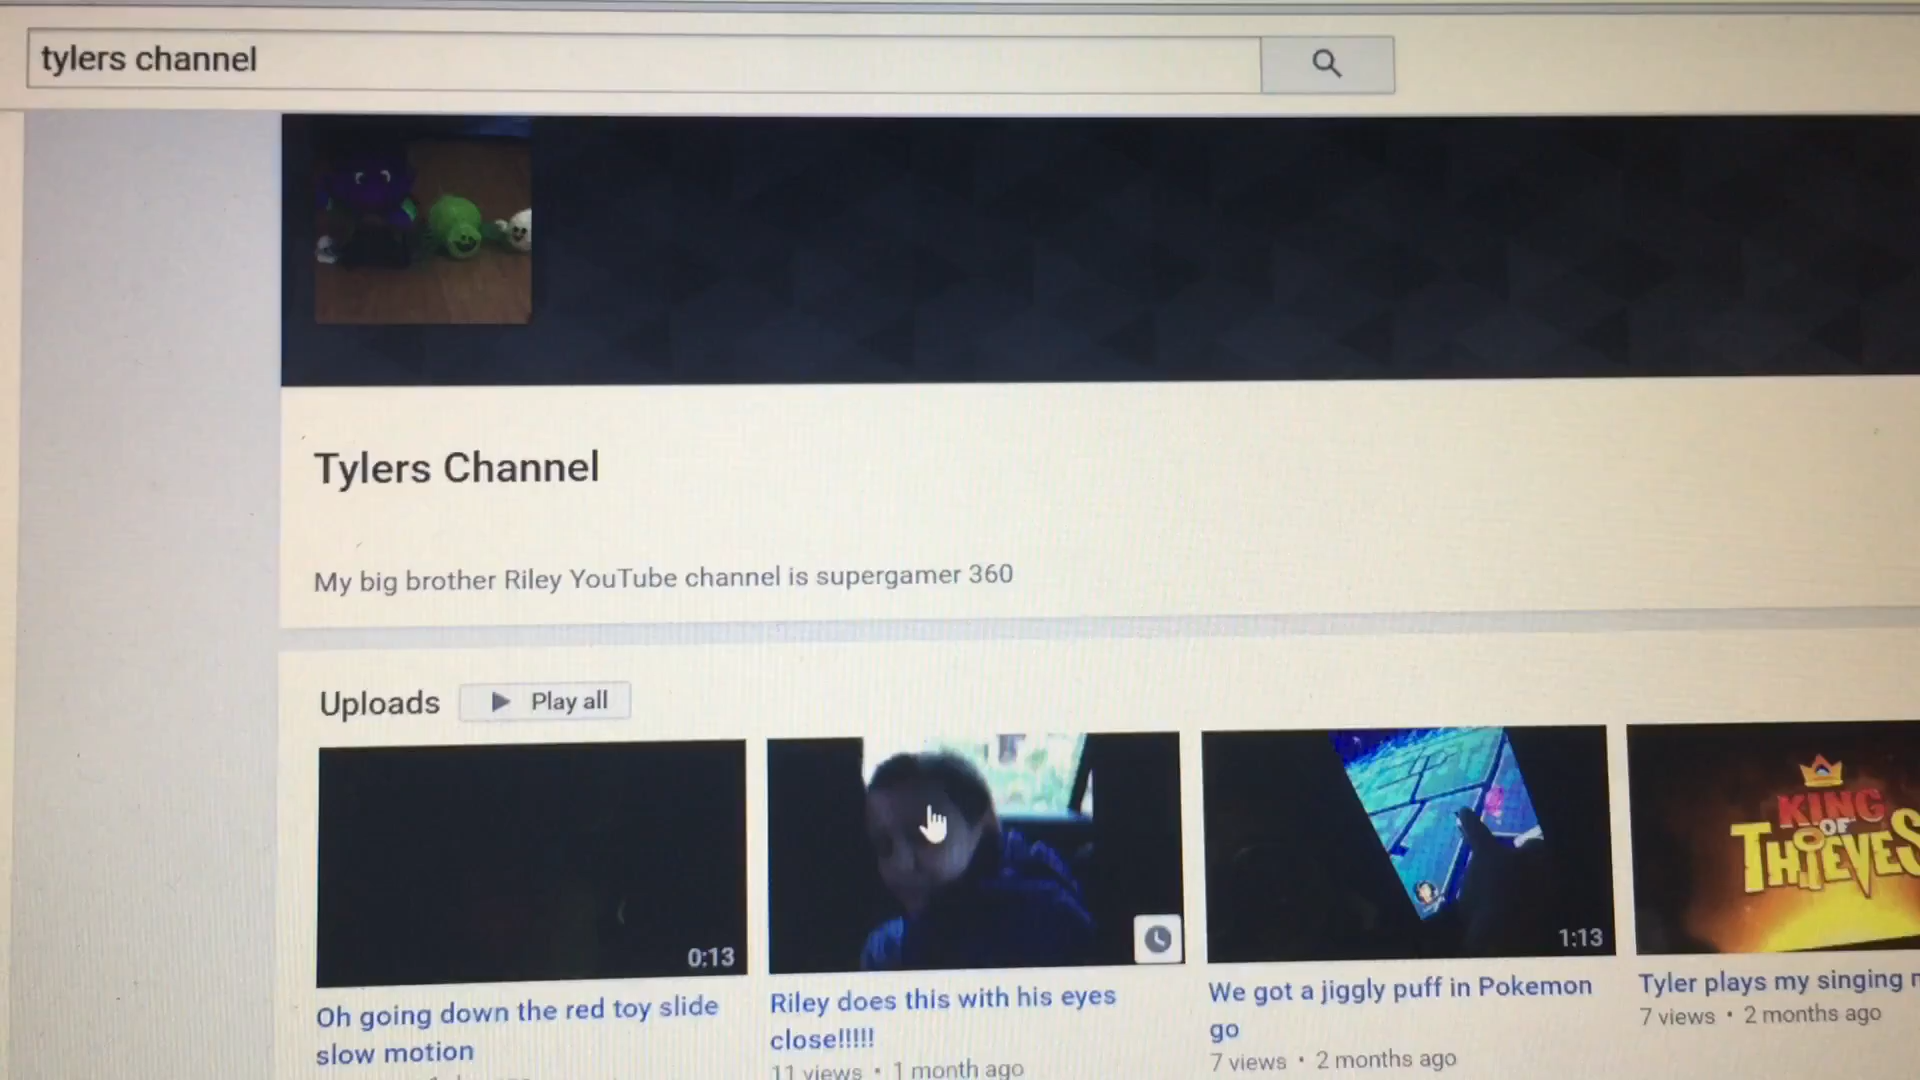 tylers channel
Tylers Channel
My big brother Riley YouTube channel is supergamer 360
Uploads
Play all
0:13
1:13
KING
OF
THIEVES
Oh going down the red toy slide
slow motion
Riley does this with his eyes
close!!!!!
11 views • 1 month ago
We got a jiggly puff in Pokemon
go
7 views • 2 months ago
Tyler plays my singing
7 views • 2 months ago